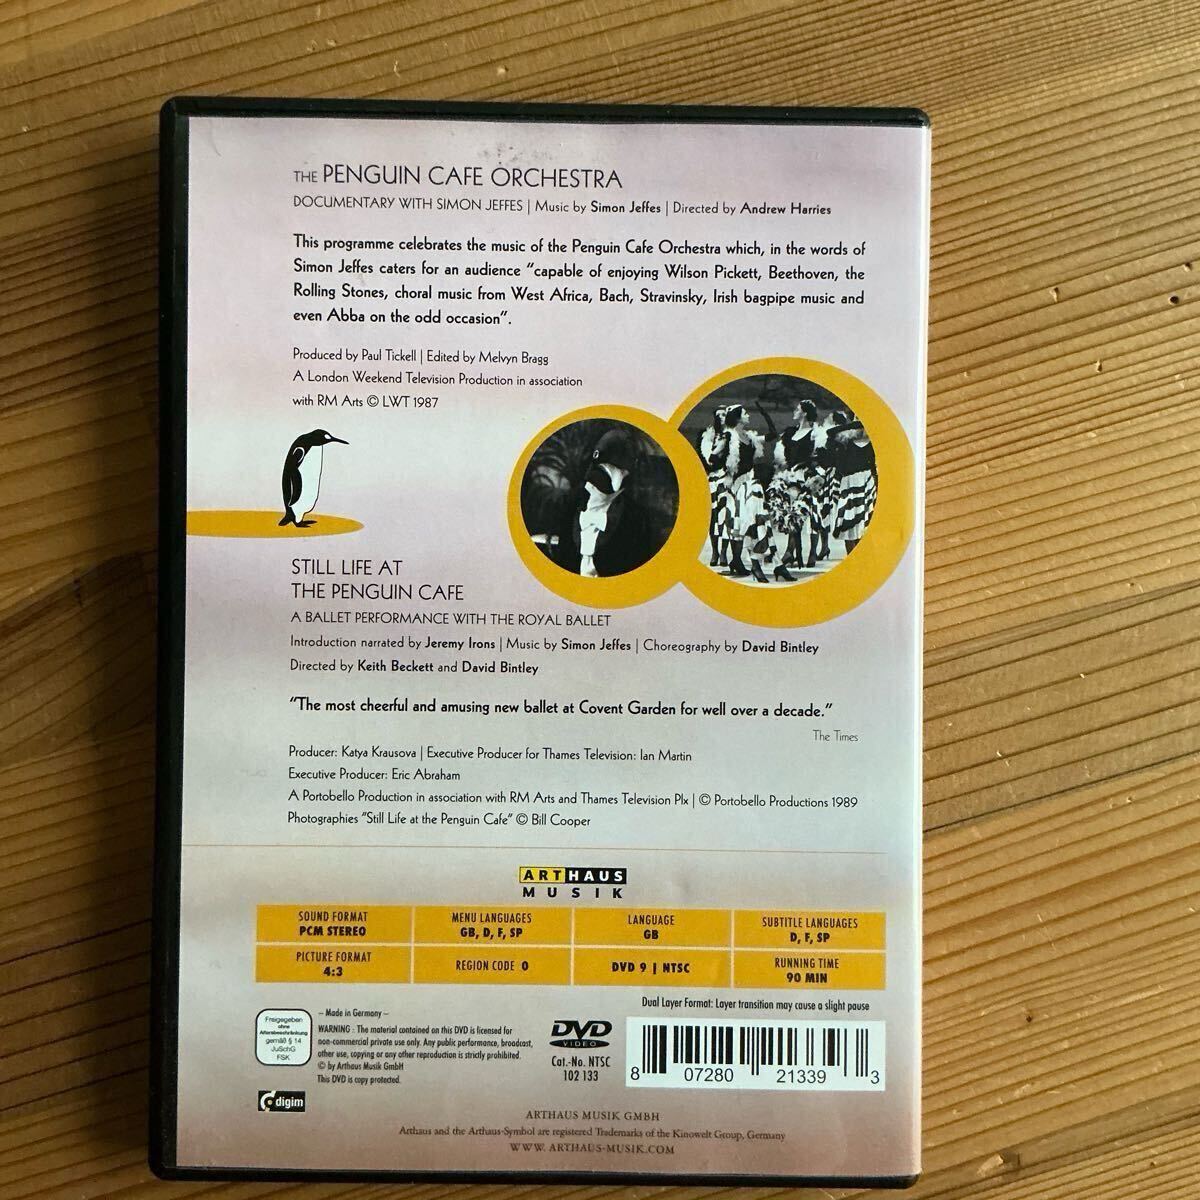 THE PENGUIN CAFE ORCHESTRA
DOCUMENTARY WITH SIMON JEFFES | Music by Simon Jeffes | Directed by Andrew Harries
This programme celebrates the music of the Penguin Cafe Orchestra which, in the words of
Simon Jeffes caters for an audience "capable of enjoying Wilson Pickett, Beethoven, the
Rolling Stones, choral music from West Africa, Bach, Stravinsky, Irish bagpipe music and
even Abba on the odd occasion".
Produced by Paul Tickell | Edited by Melvyn Bragg
A London Weekend Television Production in association
with RM Arts © LWT 1987
STILL LIFE AT
THE PENGUIN CAFE
A BALLET PERFORMANCE WITH THE ROYAL BALLET
Introduction narrated by Jeremy Irons | Music by Simon Jeffes | Choreography by David Bintley
Directed by Keith Beckett and David Bintley
"The most cheerful and amusing new ballet at Covent Garden for well over a decade."
The Times
Producer: Katya Krausova | Executive Producer for Thames Television: Ian Martin
Executive Producer: Eric Abraham
A Portobello Production in association with RM Arts and Thames Television Plx | © Portobello Productions 1989
Photographies "Still Life at the Penguin Cafe" © Bill Cooper
ARTHAUS
MUSIK
SOUND FORMAT
PCM STEREO
MENU LANGUAGES
GB, D, F, SP
LANGUAGE
GB
SUBTITLE LANGUAGES
D, F, SP
PICTURE FORMAT
4:3
REGION CODE 0
DVD 9 | NTSC
RUNNING TIME
90 MIN
Dual Layer Format: Layer transition may cause a slight pause
Freigegeben
ohne
Altersbeschränkung
gemäß § 14
JuSchG
FSK
– Made in Germany –
WARNING : The material contained on this DVD is licensed for
non-commercial private use only. Any public performance, broadcast,
other use, copying or any other reproduction is strictly prohibited.
© by Arthaus Musik GmbH
This DVD is copy protected.
DVD
VIDEO
Cat.-No. NTSC
102 133
8 07280 21339 3
digim
ARTHAUS MUSIK GMBH
Arthaus and the Arthaus-Symbol are registered Trademarks of the Kinowelt Group, Germany
WWW. ARTHAUS-MUSIK.COM